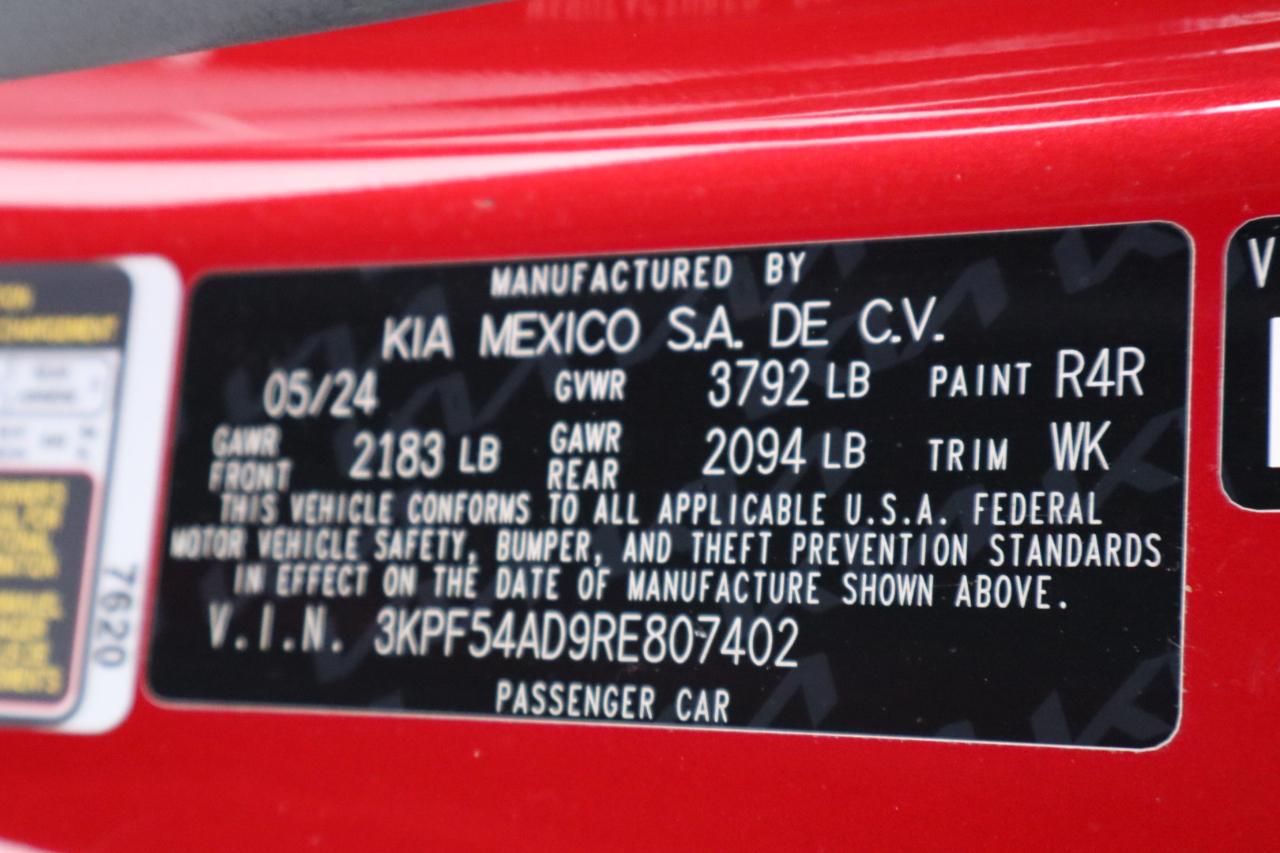 MANUFACTURED BY
KIA MEXICO S.A. DE C.V.
05/24 GVWR 3792 LB PAINT R4R
GAWR FRONT 2183 LB GAWR REAR 2094 LB TRIM WK
THIS VEHICLE CONFORMS TO ALL APPLICABLE U.S.A. FEDERAL
MOTOR VEHICLE SAFETY, BUMPER, AND THEFT PREVENTION STANDARDS
IN EFFECT ON THE DATE OF MANUFACTURE SHOWN ABOVE.
V.I.N. 3KPF54AD9RE807402
PASSENGER CAR
7620
V